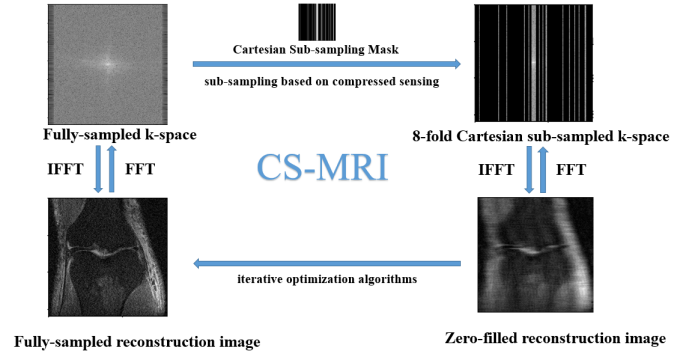 Cartesian Sub-sampling Mask
sub-sampling based on compressed sensing
Fully-sampled k-space
8-fold Cartesian sub-sampled k-space
IFFT FFT
CS-MRI
IFFT FFT
iterative optimization algorithms
Fully-sampled reconstruction image
Zero-filled reconstruction image